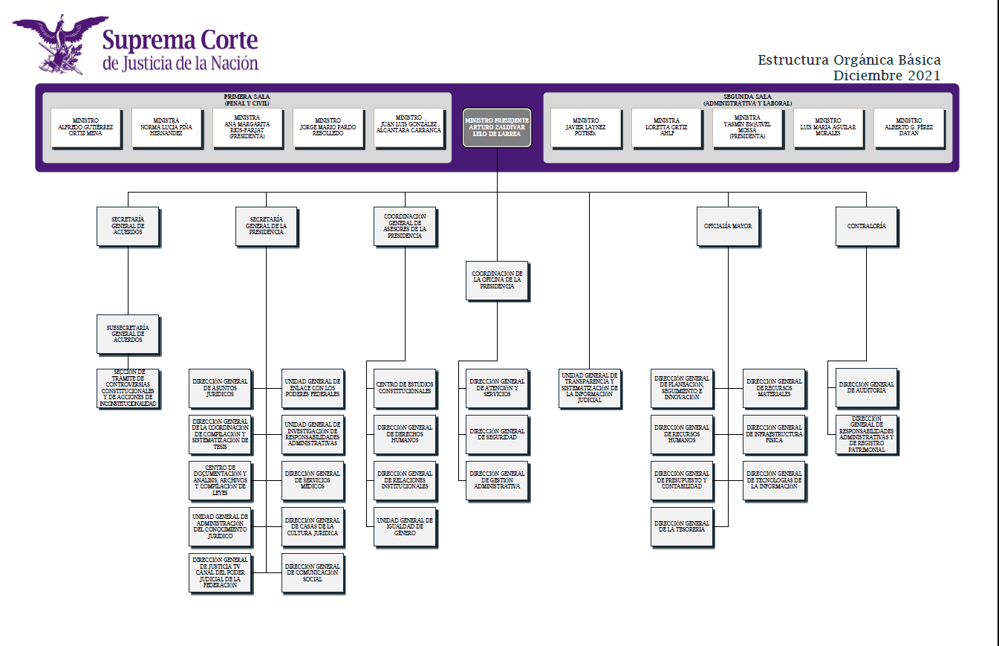 Suprema Corte
de Justicia de la Nación
Estructura Orgánica Básica
Diciembre 2021
PRIMERA SALA
(PENAL Y CIVIL)
MINISTRO
ALFREDO GUTIÉRREZ
ORTIZ MENA
MINISTRA
NORMA LUCÍA PIÑA
HERNÁNDEZ
MINISTRA
ANA MARGARITA
RÍOS-FARJAT
(PRESIDENTA)
MINISTRO
JORGE MARIO PARDO
REBOLLEDO
MINISTRO
JUAN LUIS GONZÁLEZ
ALCÁNTARA CARRANCÁ
MINISTRO PRESIDENTE
ARTURO ZALDÍVAR
LELO DE LARREA
SEGUNDA SALA
(ADMINISTRATIVA Y LABORAL)
MINISTRO
JAVIER LAYNEZ
POTISEK
MINISTRA
LORETTA ORTIZ
AHLF
MINISTRA
YASMÍN ESQUIVEL
MOSSA
(PRESIDENTA)
MINISTRO
LUIS MARÍA AGUILAR
MORALES
MINISTRO
ALBERTO G. PÉREZ
DAYÁN
SECRETARÍA
GENERAL DE
ACUERDOS
SECRETARÍA
GENERAL DE LA
PRESIDENCIA
COORDINACIÓN
GENERAL DE
ASESORES DE LA
PRESIDENCIA
OFICIALÍA MAYOR
CONTRALORÍA
COORDINACIÓN DE
LA OFICINA DE LA
PRESIDENCIA
SUBSECRETARÍA
GENERAL DE
ACUERDOS
SECCIÓN DE
TRÁMITE DE
CONTROVERSIAS
CONSTITUCIONALES
Y DE ACCIONES DE
INCONSTITUCIONALIDAD
DIRECCIÓN GENERAL
DE ASUNTOS
JURÍDICOS
UNIDAD GENERAL DE
ENLACE CON LOS
PODERES FEDERALES
CENTRO DE ESTUDIOS
CONSTITUCIONALES
DIRECCIÓN GENERAL
DE ATENCIÓN Y
SERVICIOS
UNIDAD GENERAL DE
TRANSPARENCIA Y
SISTEMATIZACIÓN DE
LA INFORMACIÓN
JUDICIAL
DIRECCIÓN GENERAL
DE PLANEACIÓN,
SEGUIMIENTO E
INNOVACIÓN
DIRECCIÓN GENERAL
DE RECURSOS
MATERIALES
DIRECCIÓN GENERAL
DE AUDITORÍA
DIRECCIÓN GENERAL
DE LA COORDINACIÓN
DE COMPILACIÓN Y
SISTEMATIZACIÓN DE
TESIS
UNIDAD GENERAL DE
INVESTIGACIÓN DE
RESPONSABILIDADES
ADMINISTRATIVAS
DIRECCIÓN GENERAL
DE DERECHOS
HUMANOS
DIRECCIÓN GENERAL
DE SEGURIDAD
DIRECCIÓN GENERAL
DE RECURSOS
HUMANOS
DIRECCIÓN GENERAL
DE INFRAESTRUCTURA
FÍSICA
DIRECCIÓN
GENERAL DE
RESPONSABILIDADES
ADMINISTRATIVAS Y
DE REGISTRO
PATRIMONIAL
CENTRO DE
DOCUMENTACIÓN Y
ANÁLISIS, ARCHIVOS
Y COMPILACIÓN DE
LEYES
DIRECCIÓN GENERAL
DE SERVICIOS
MÉDICOS
DIRECCIÓN GENERAL
DE RELACIONES
INSTITUCIONALES
DIRECCIÓN GENERAL
DE GESTIÓN
ADMINISTRATIVA
DIRECCIÓN GENERAL
DE PRESUPUESTO Y
CONTABILIDAD
DIRECCIÓN GENERAL
DE TECNOLOGÍAS DE
LA INFORMACIÓN
UNIDAD GENERAL DE
ADMINISTRACIÓN
DEL CONOCIMIENTO
JURÍDICO
DIRECCIÓN GENERAL
DE CASAS DE LA
CULTURA JURÍDICA
UNIDAD GENERAL DE
IGUALDAD DE
GÉNERO
DIRECCIÓN GENERAL
DE LA TESORERÍA
DIRECCIÓN GENERAL
DE JUSTICIA TV
CANAL DEL PODER
JUDICIAL DE LA
FEDERACIÓN
DIRECCIÓN GENERAL
DE COMUNICACIÓN
SOCIAL